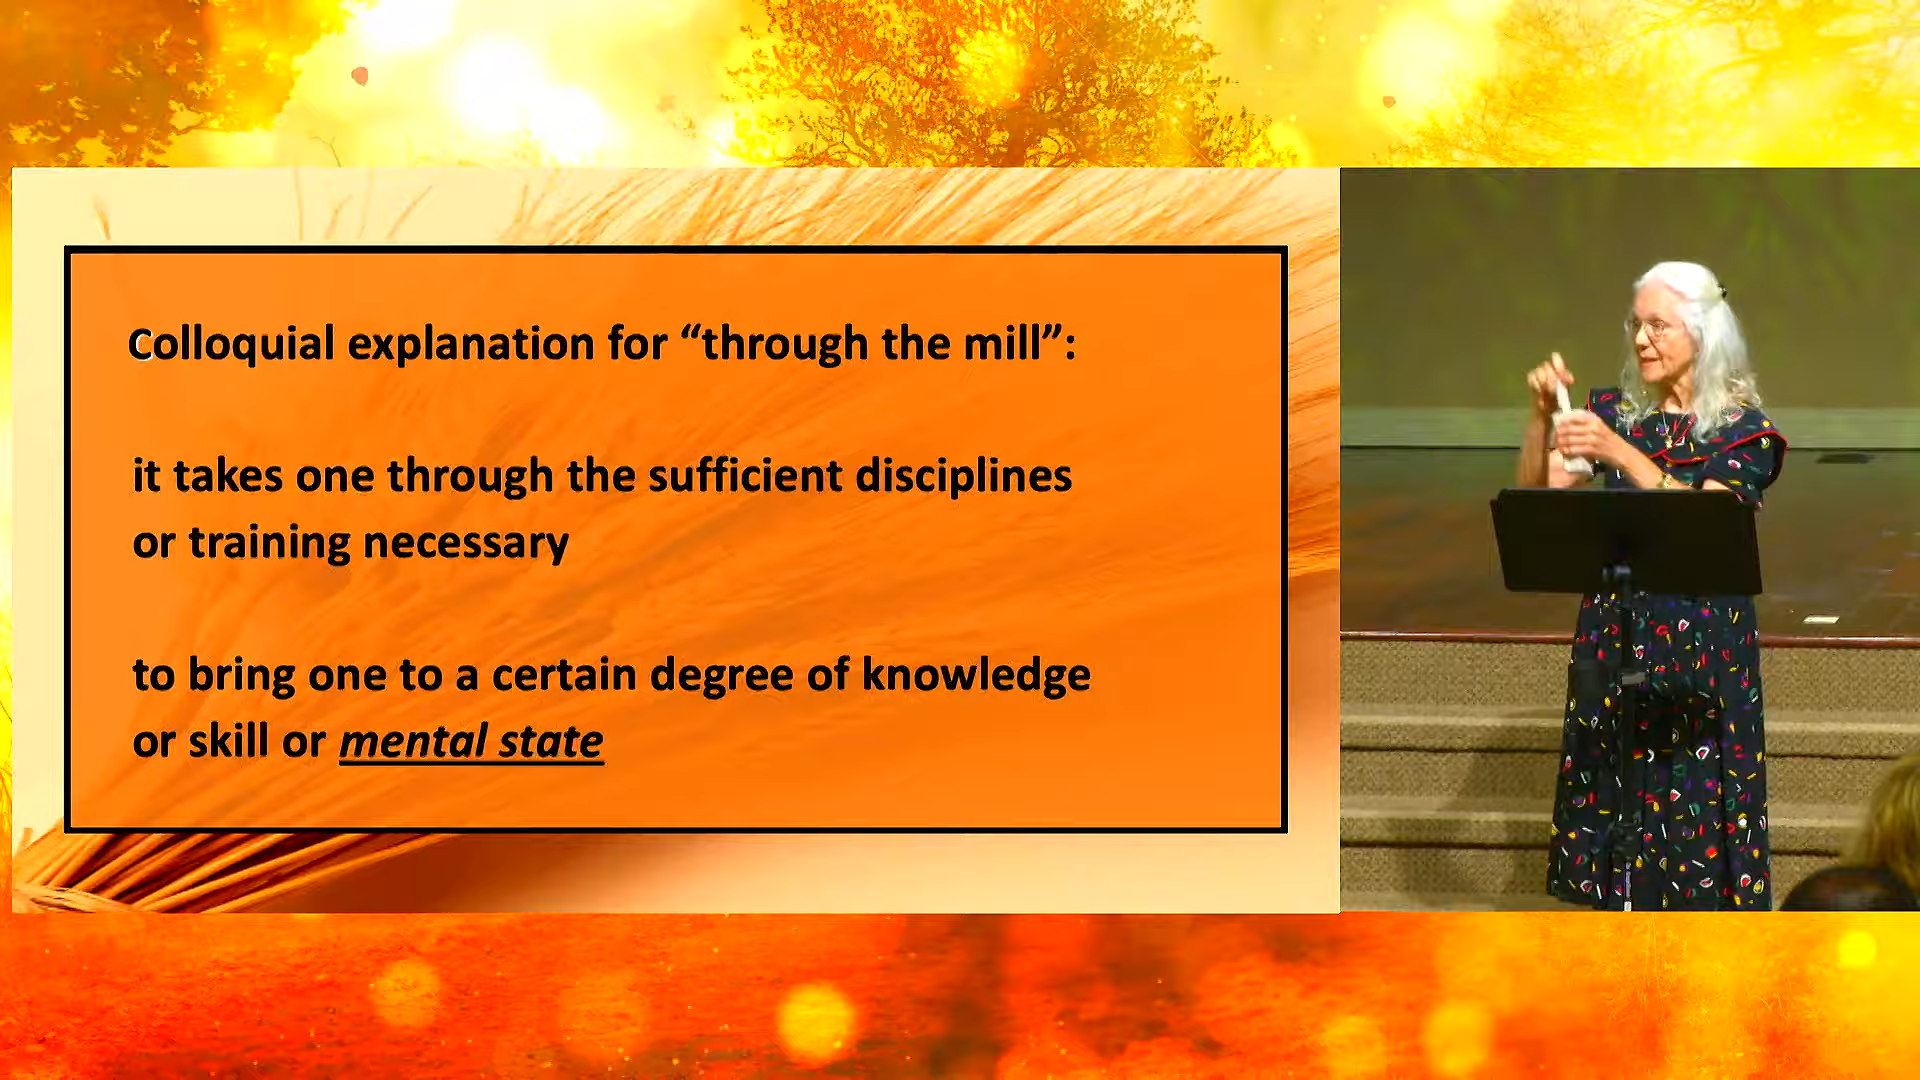 Colloquial explanation for “through the mill”:
it takes one through the sufficient disciplines
or training necessary
to bring one to a certain degree of knowledge
or skill or mental state